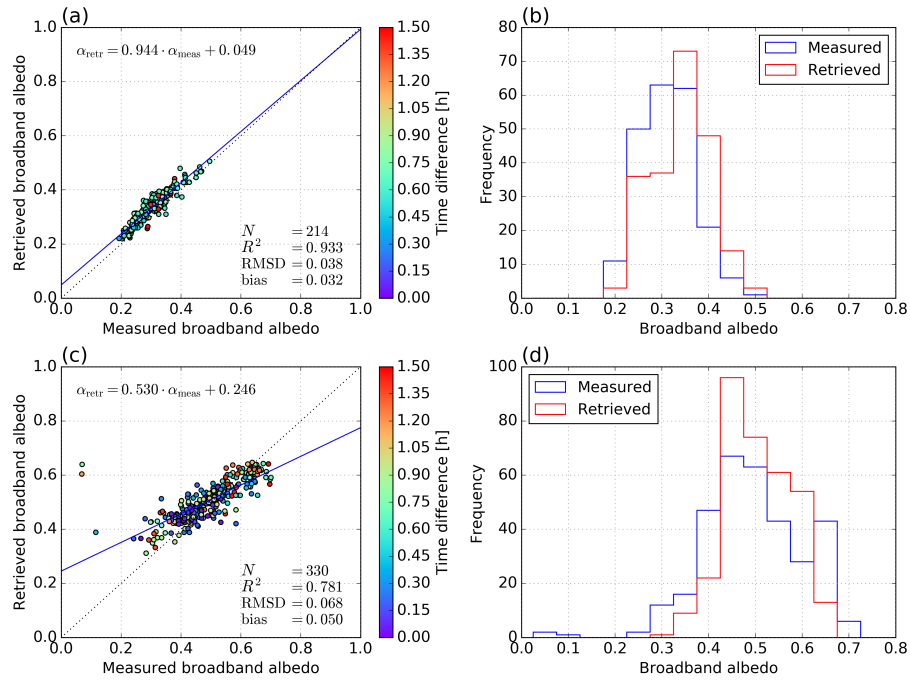 (a)
1.0
0.8
0.6
0.4
0.2
0.0
Retrieved broadband albedo
α_retr = 0.944 · α_meas + 0.049
N = 214
R² = 0.933
RMSD = 0.038
bias = 0.032
0.0 0.2 0.4 0.6 0.8 1.0
Measured broadband albedo
1.50
1.35
1.20
1.05
0.90
0.75
0.60
0.45
0.30
0.15
0.00
Time difference [h]
(b)
80
70
60
50
40
30
20
10
0
Frequency
Measured
Retrieved
0.0 0.1 0.2 0.3 0.4 0.5 0.6 0.7 0.8
Broadband albedo
(c)
1.0
0.8
0.6
0.4
0.2
0.0
Retrieved broadband albedo
α_retr = 0.530 · α_meas + 0.246
N = 330
R² = 0.781
RMSD = 0.068
bias = 0.050
0.0 0.2 0.4 0.6 0.8 1.0
Measured broadband albedo
1.50
1.35
1.20
1.05
0.90
0.75
0.60
0.45
0.30
0.15
0.00
Time difference [h]
(d)
100
80
60
40
20
0
Frequency
Measured
Retrieved
0.0 0.1 0.2 0.3 0.4 0.5 0.6 0.7 0.8
Broadband albedo